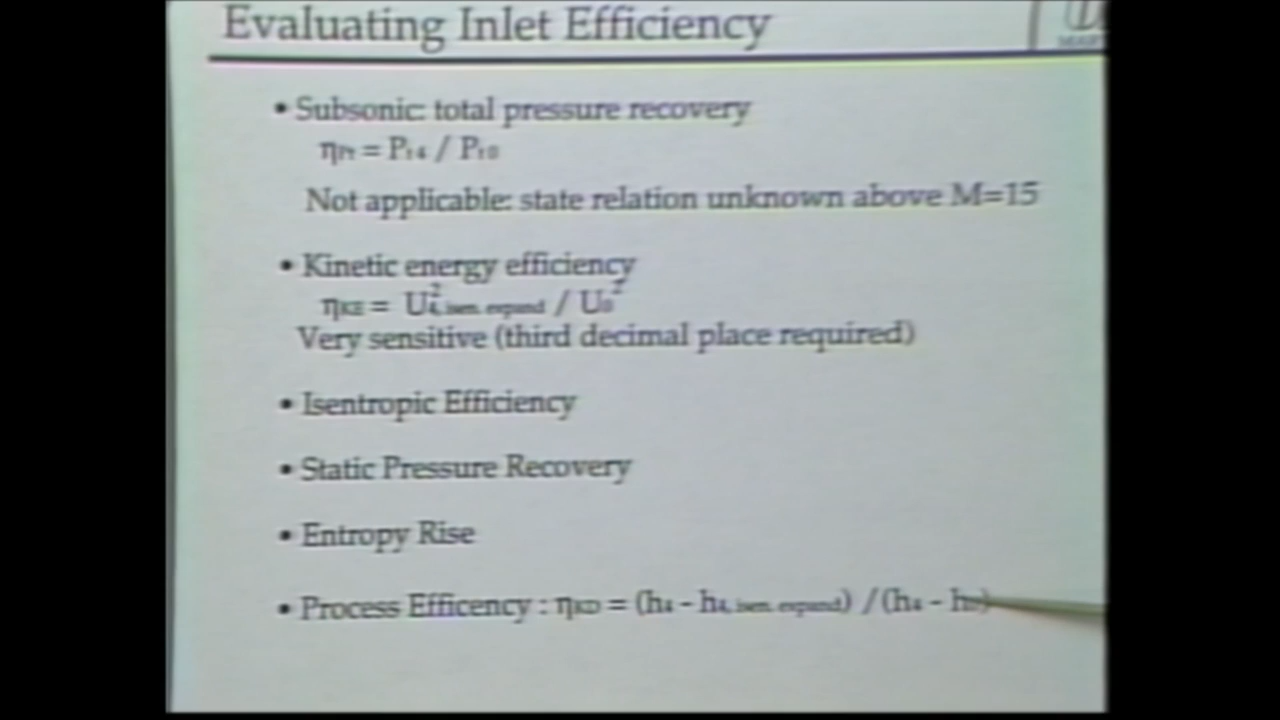 Evaluating Inlet Efficiency
• Subsonic: total pressure recovery
ηPt = Pt4 / Pt0
Not applicable: state relation unknown above M=15
• Kinetic energy efficiency
ηKE = U²4, isen. expand / U0²
Very sensitive (third decimal place required)
• Isentropic Efficiency
• Static Pressure Recovery
• Entropy Rise
• Process Efficency : ηKD = (h4 - h4, isen. expand) / (h4 - h0)